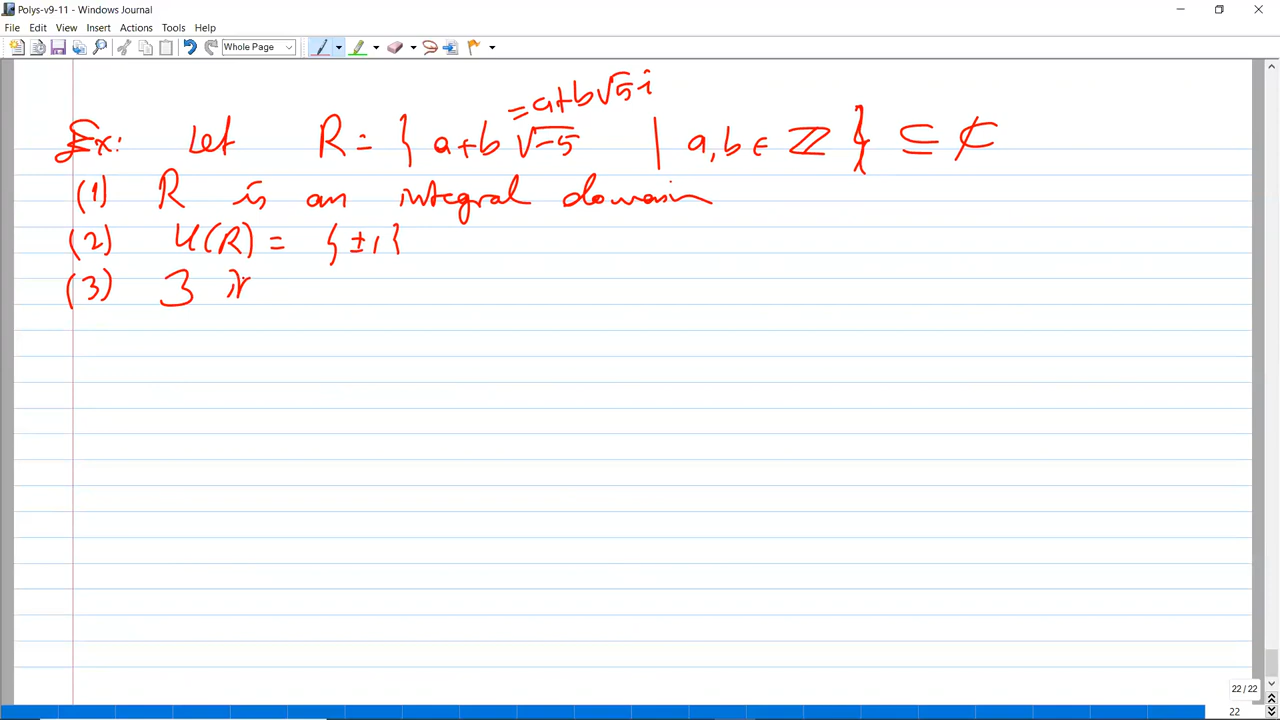 Polys-v9-11 - Windows Journal
File Edit View Insert Actions Tools Help
Whole Page
= a+b√5 i
Ex: Let R = { a+b √-5 | a,b ∈ ℤ } ⊆ ℂ
(1) R is an integral domain
(2) U(R) = {±1}
(3) 3
22 / 22
22